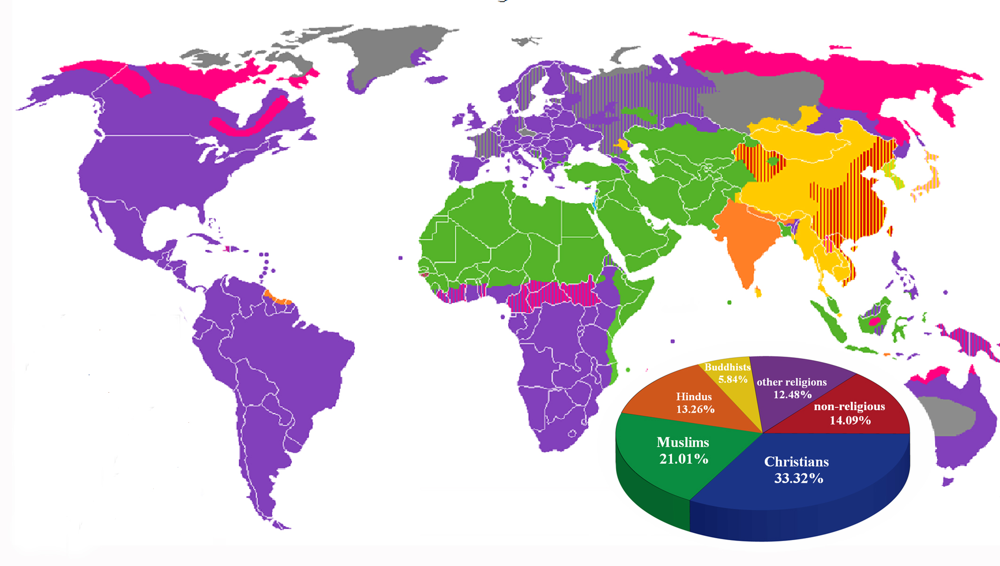 Buddhists
5.84%
other religions
12.48%
Hindus
13.26%
non-religious
14.09%
Muslims
21.01%
Christians
33.32%